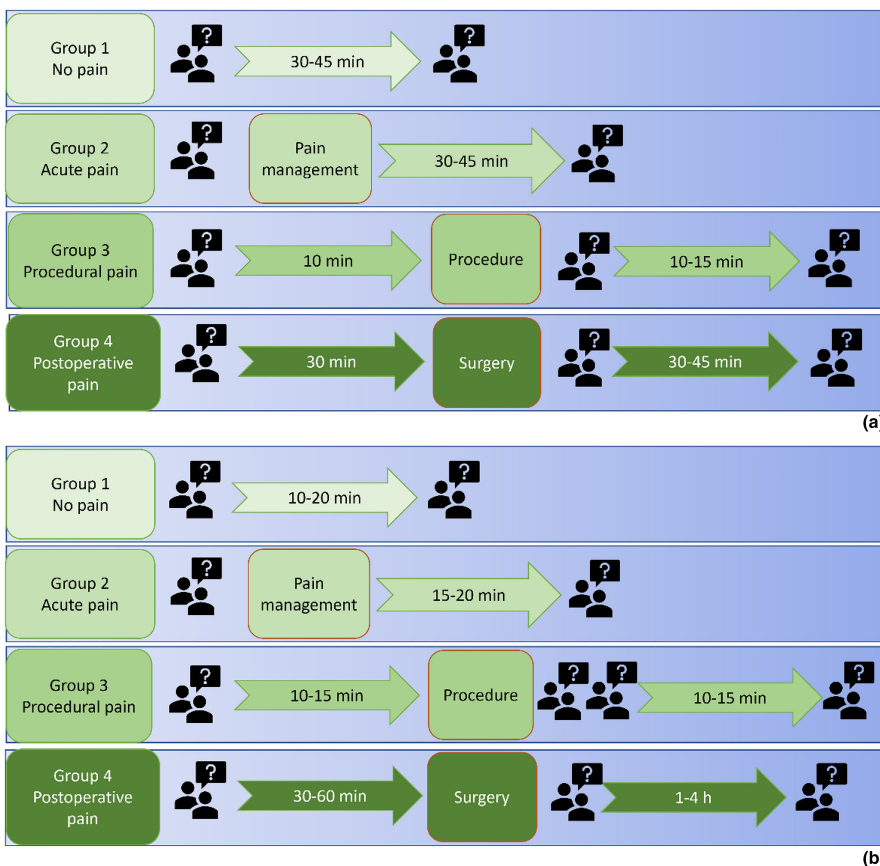 Group 1
No pain
?
30-45 min
?
Group 2
Acute pain
?
Pain
management
30-45 min
?
Group 3
Procedural pain
?
10 min
Procedure
?
10-15 min
?
Group 4
Postoperative
pain
?
30 min
Surgery
?
30-45 min
?
(a)
Group 1
No pain
?
10-20 min
?
Group 2
Acute pain
?
Pain
management
15-20 min
?
Group 3
Procedural pain
?
10-15 min
Procedure
?
?
10-15 min
?
Group 4
Postoperative
pain
?
30-60 min
Surgery
?
1-4 h
?
(b